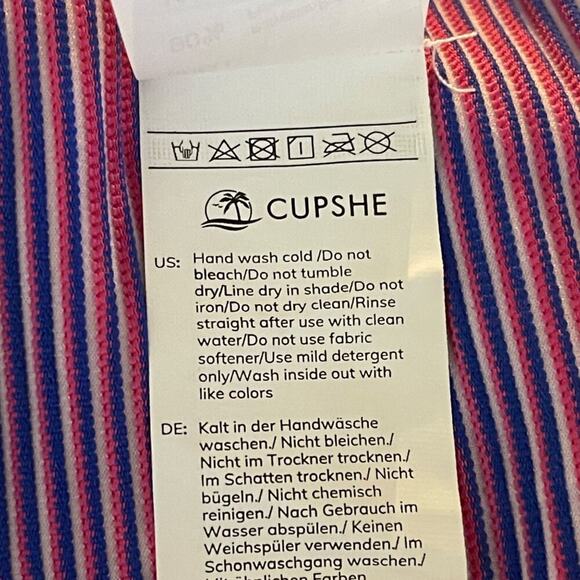 CUPSHE
US: Hand wash cold /Do not
bleach/Do not tumble
dry/Line dry in shade/Do not
iron/Do not dry clean/Rinse
straight after use with clean
water/Do not use fabric
softener/Use mild detergent
only/Wash inside out with
like colors
DE: Kalt in der Handwäsche
waschen./ Nicht bleichen./
Nicht im Trockner trocknen./
Im Schatten trocknen./ Nicht
bügeln./ Nicht chemisch
reinigen./ Nach Gebrauch im
Wasser abspülen./ Keinen
Weichspüler verwenden./ Im
Schonwaschgang waschen./